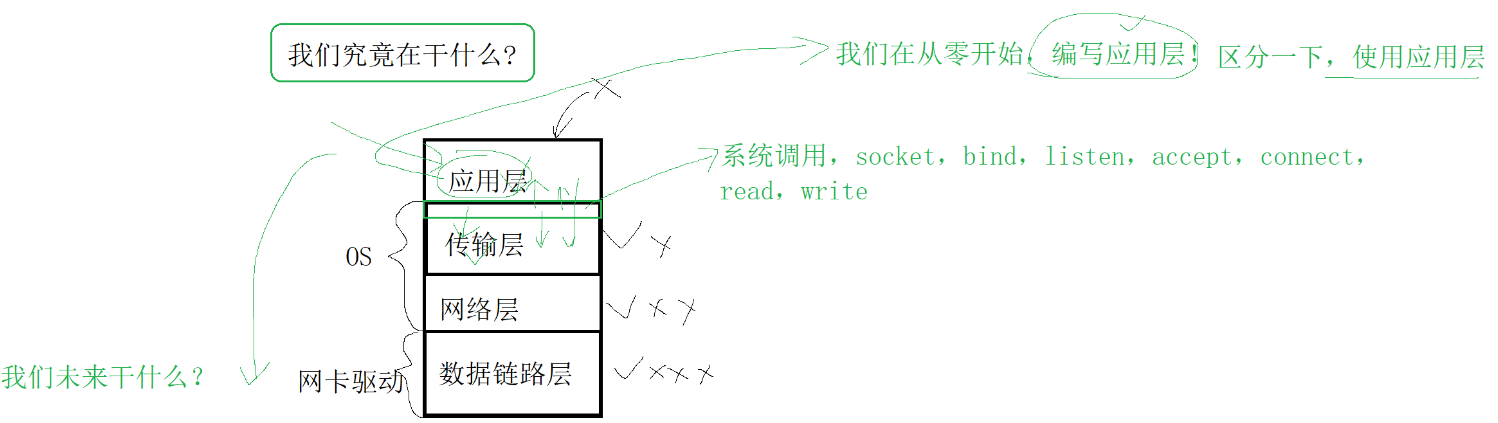 我们究竟在干什么?
我们在从零开始，编写应用层! 区分一下，使用应用层
应用层
系统调用，socket，bind，listen，accept，connect，
read，write
OS
传输层
网络层
我们未来干什么?
网卡驱动
数据链路层